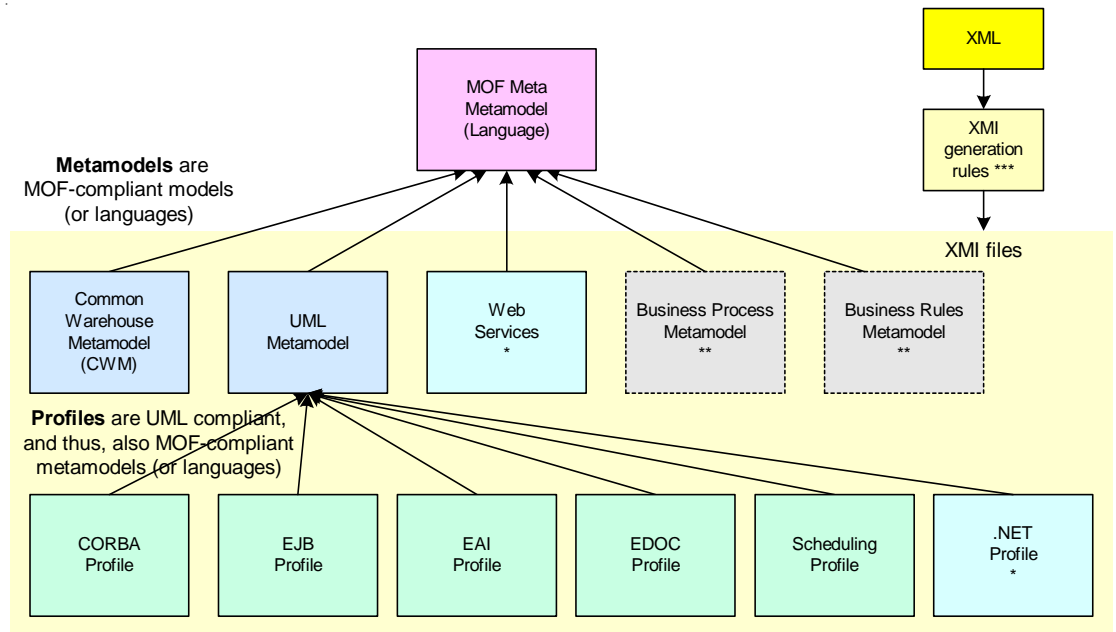 XML
MOF Meta
Metamodel
(Language)
XMI
generation
rules ***
Metamodels are
MOF-compliant models
(or languages)
XMI files
Common
Warehouse
Metamodel
(CWM)
UML
Metamodel
Web
Services
*
Business Process
Metamodel
**
Business Rules
Metamodel
**
Profiles are UML compliant,
and thus, also MOF-compliant
metamodels (or languages)
CORBA
Profile
EJB
Profile
EAI
Profile
EDOC
Profile
Scheduling
Profile
.NET
Profile
*